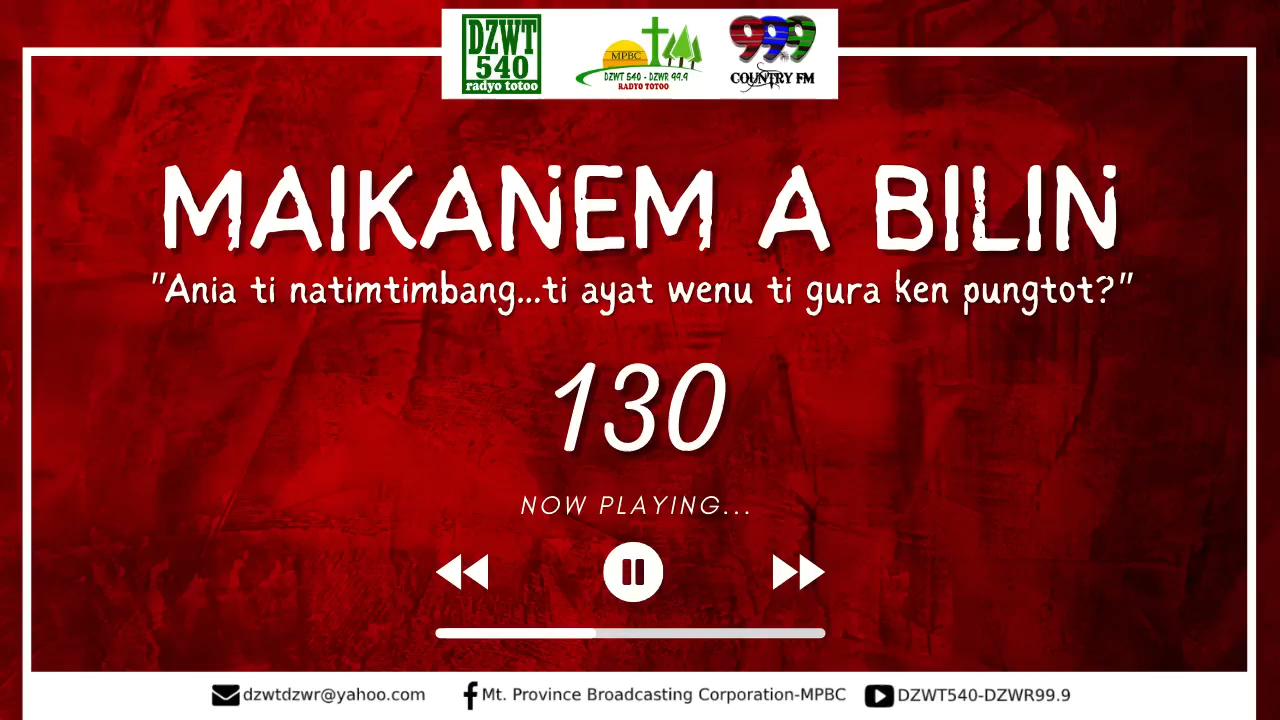 DZWT
540
radyo totoo
MPBC
DZWT 540 - DZWR 99.9
RADYO TOTOO
99.9
COUNTRY FM
MAIKANEM A BILIN
"Ania ti natimtimbang...ti ayat wenu ti gura ken pungtot?"
130
NOW PLAYING...
dzwtdzwr@yahoo.com
Mt. Province Broadcasting Corporation-MPBC
DZWT540-DZWR99.9